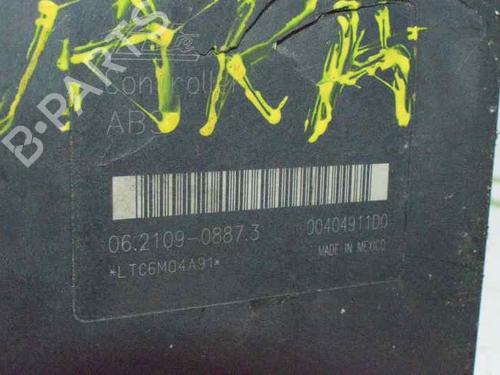 B-PARTS
Controller
ABS
06.2109-0887.3
00404911D0
*LTC6M04A91*
MADE IN MEXICO